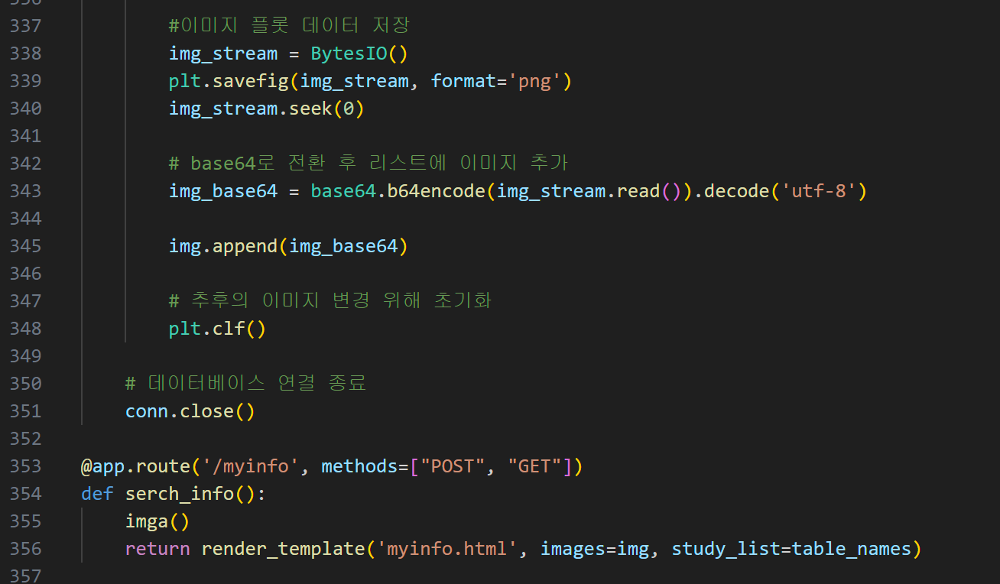 337 #이미지 플롯 데이터 저장
338 img_stream = BytesIO()
339 plt.savefig(img_stream, format='png')
340 img_stream.seek(0)
341
342 # base64로 전환 후 리스트에 이미지 추가
343 img_base64 = base64.b64encode(img_stream.read()).decode('utf-8')
344
345 img.append(img_base64)
346
347 # 추후의 이미지 변경 위해 초기화
348 plt.clf()
349
350 # 데이터베이스 연결 종료
351 conn.close()
352
353 @app.route('/myinfo', methods=["POST", "GET"])
354 def serch_info():
355 imga()
356 return render_template('myinfo.html', images=img, study_list=table_names)
357